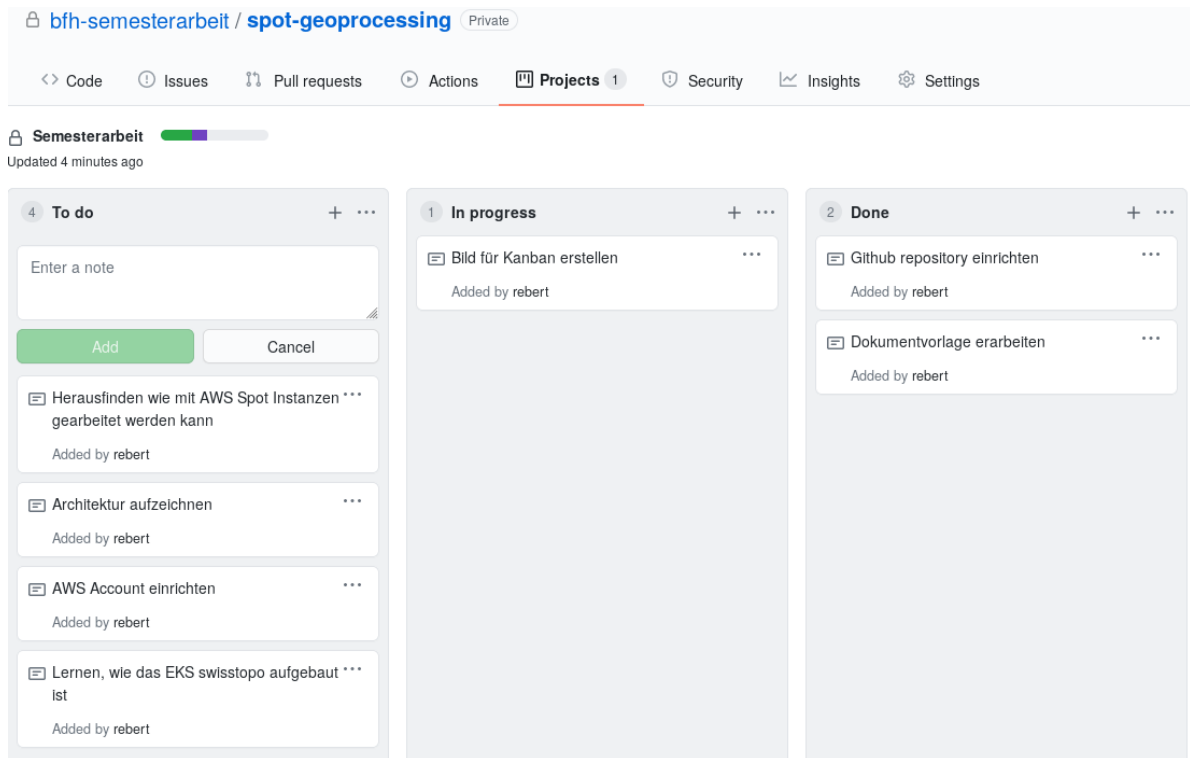 bfh-semesterarbeit / spot-geoprocessing Private
Code Issues Pull requests Actions Projects 1 Security Insights Settings
Semesterarbeit
Updated 4 minutes ago
4 To do
Enter a note
Add Cancel
Herausfinden wie mit AWS Spot Instanzen
gearbeitet werden kann
Added by rebert
Architektur aufzeichnen
Added by rebert
AWS Account einrichten
Added by rebert
Lernen, wie das EKS swisstopo aufgebaut
ist
Added by rebert
1 In progress
Bild für Kanban erstellen
Added by rebert
2 Done
Github repository einrichten
Added by rebert
Dokumentvorlage erarbeiten
Added by rebert